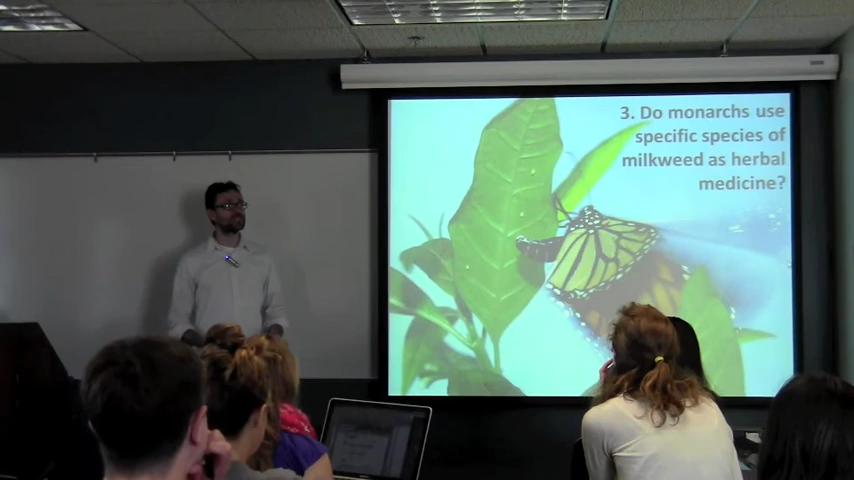 3. Do monarchs use
specific species of
milkweed as herbal
medicine?